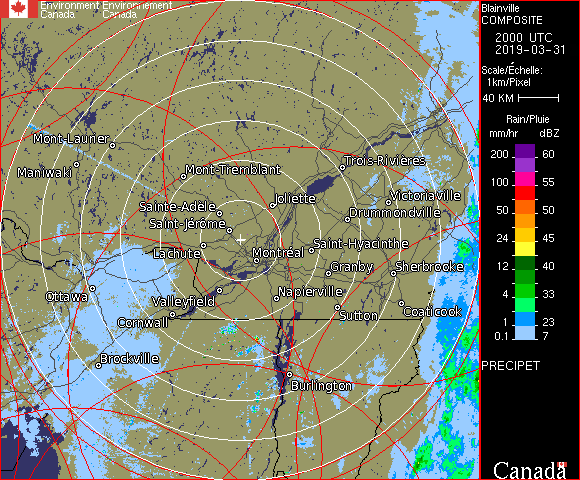 Environment Environnement
Canada Canada
Mont-Laurier
Maniwaki
Mont-Tremblant
Trois-Rivières
Joliette
Victoriaville
Sainte-Adèle
Drummondville
Saint-Jérôme
Lachute
Montréal
Saint-Hyacinthe
Granby
Sherbrooke
Ottawa
Valleyfield
Napierville
Coaticook
Cornwall
Sutton
Brockville
Burlington
Blainville
COMPOSITE
2000 UTC
2019-03-31
Scale/Échelle:
1km/Pixel
40 KM
Rain/Pluie
mm/hr dBZ
200 60
100 55
50 50
24 45
12 40
4 33
1 23
0.1 7
PRECIPET
Canada